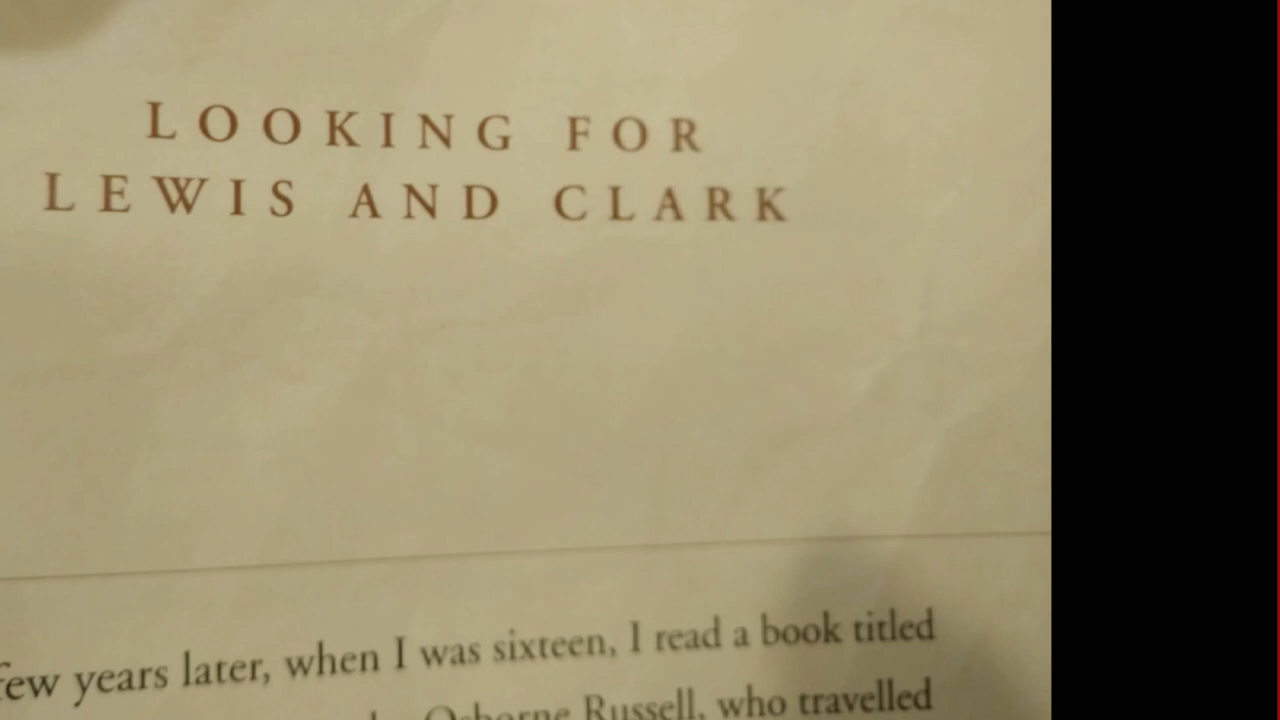 LOOKING FOR
LEWIS AND CLARK
few years later, when I was sixteen, I read a book titled
Osborne Russell, who travelled